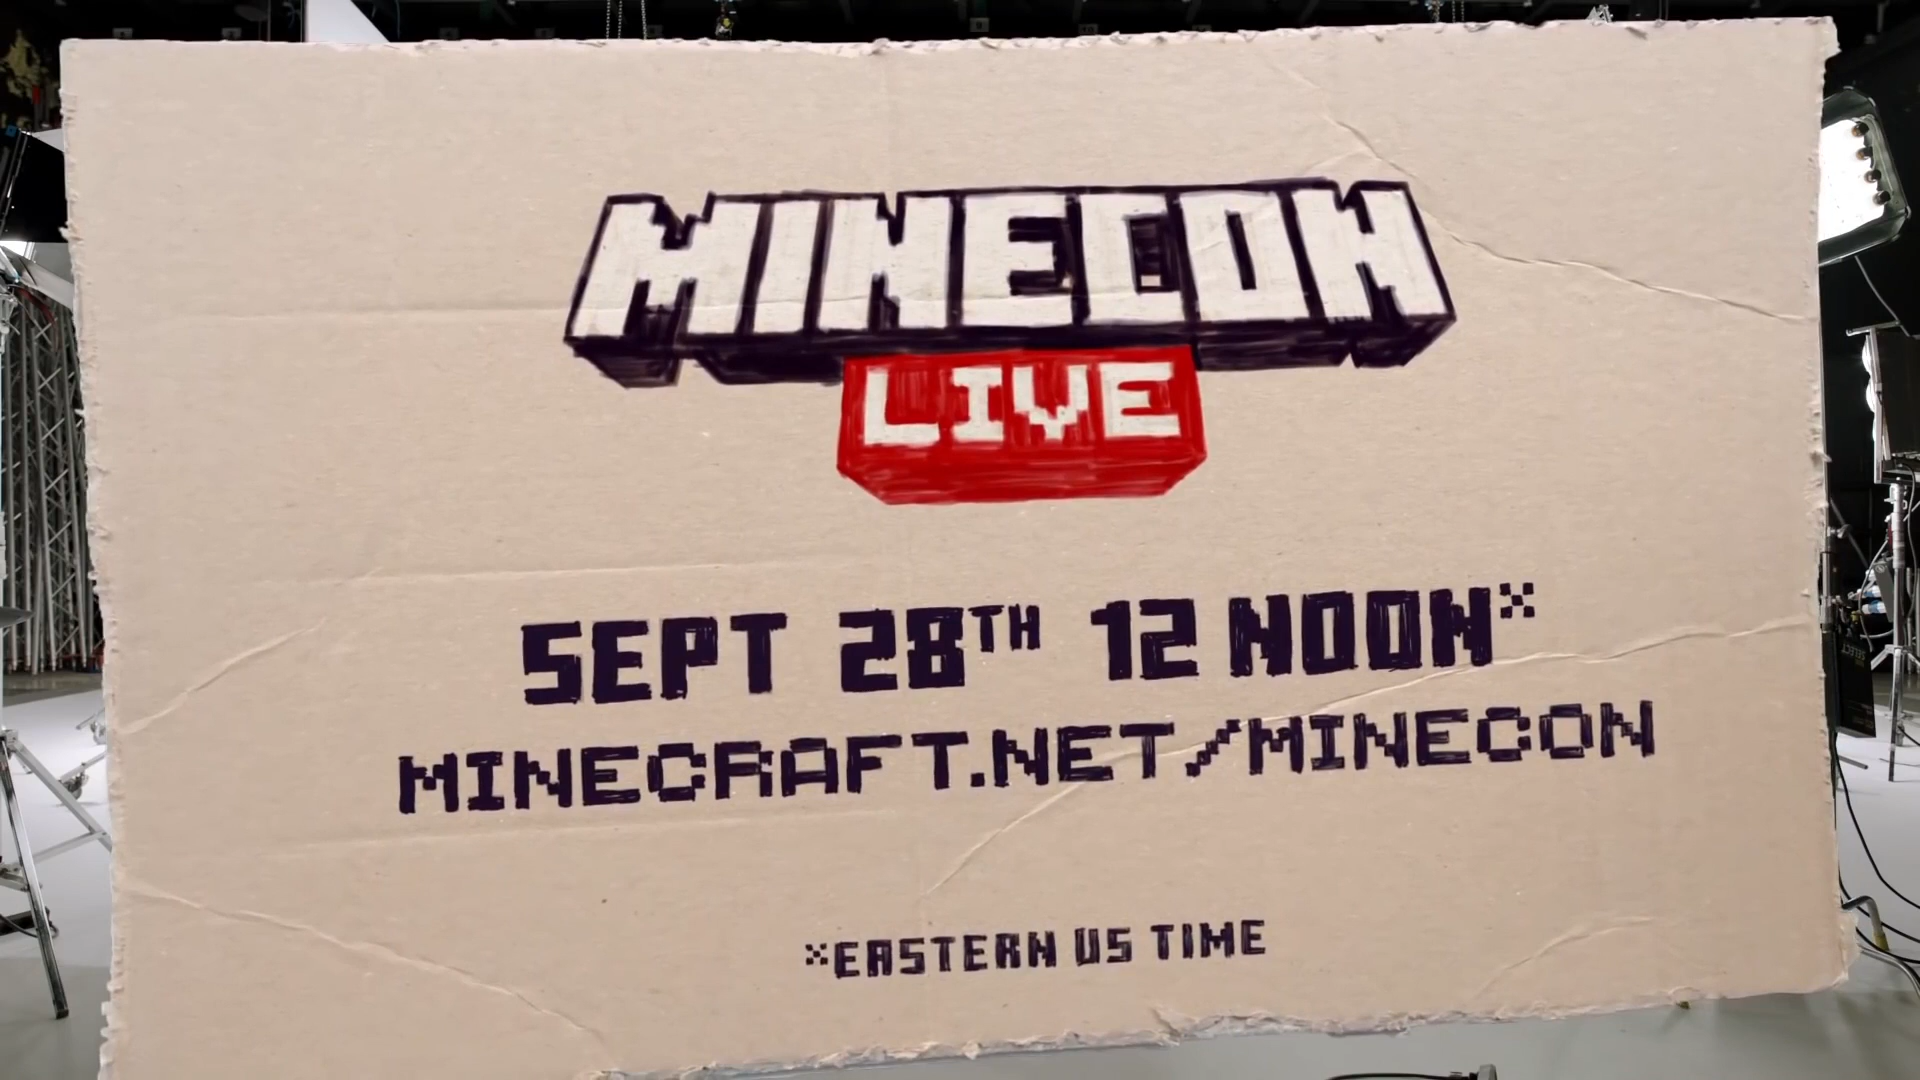 MINECON
LIVE
SEPT 28TH 12 NOON*
MINECRAFT.NET/MINECON
*EASTERN US TIME